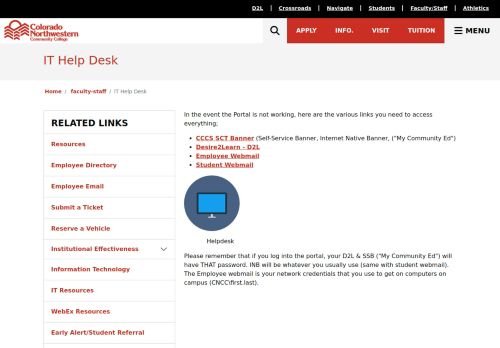 D2L | Crossroads | Navigate | Students | Faculty/Staff | Athletics
Colorado
Northwestern
Community College
APPLY INFO. VISIT TUITION MENU
IT Help Desk
Home / faculty-staff / IT Help Desk
RELATED LINKS
Resources
Employee Directory
Employee Email
Submit a Ticket
Reserve a Vehicle
Institutional Effectiveness
Information Technology
IT Resources
WebEx Resources
Early Alert/Student Referral
In the event the Portal is not working, here are the various links you need to access
everything;
CCCS SCT Banner (Self-Service Banner, Internet Native Banner, ("My Community Ed")
Desire2Learn - D2L
Employee Webmail
Student Webmail
Helpdesk
Please remember that if you log into the portal, your D2L & SSB ("My Community Ed") will
have THAT password. INB will be whatever you usually use (same with student webmail).
The Employee webmail is your network credentials that you use to get on computers on
campus (CNCC\first.last).